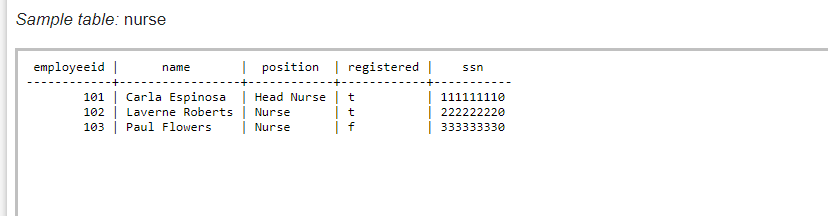 Sample table: nurse
employeeid |      name       |  position  | registered |    ssn
------------+-----------------+------------+------------+-----------
101 | Carla Espinosa  | Head Nurse | t          | 111111110
102 | Laverne Roberts | Nurse      | t          | 222222220
103 | Paul Flowers    | Nurse      | f          | 333333330